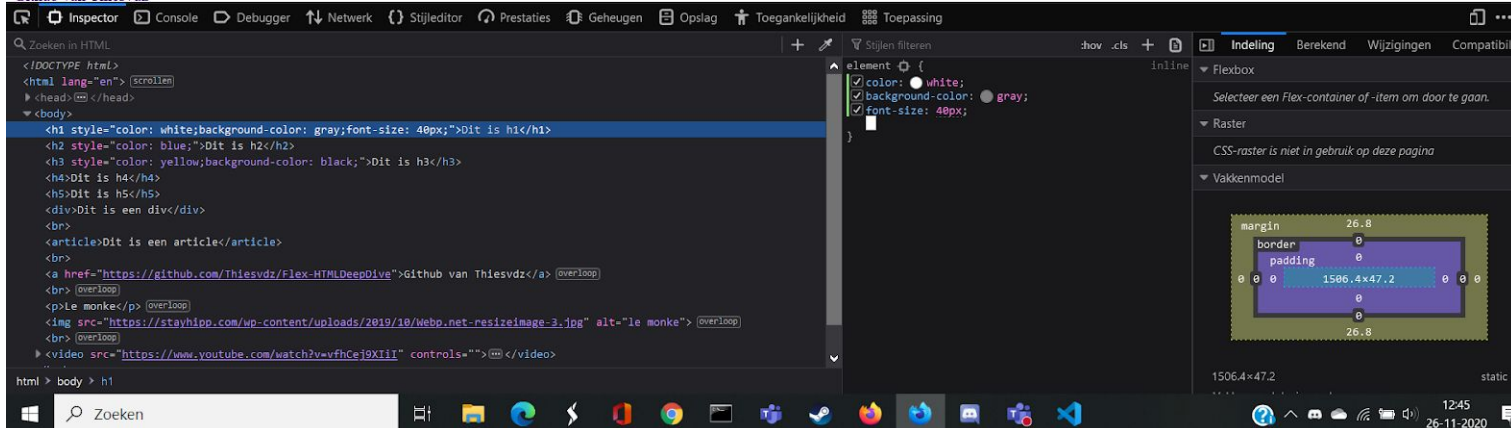 Inspector Console Debugger Netwerk Stijleditor Prestaties Geheugen Opslag Toegankelijkheid Toepassing
Zoeken in HTML
<!DOCTYPE html>
<html lang="en"> scrollen
<head> </head>
<body>
<h1 style="color: white;background-color: gray;font-size: 40px;">Dit is h1</h1>
<h2 style="color: blue;">Dit is h2</h2>
<h3 style="color: yellow;background-color: black;">Dit is h3</h3>
<h4>Dit is h4</h4>
<h5>Dit is h5</h5>
<div>Dit is een div</div>
<br>
<article>Dit is een article</article>
<br>
<a href="https://github.com/Thiesvdz/Flex-HTMLDeepDive">Github van Thiesvdz</a> overloop
<br> overloop
<p>Le monke</p> overloop
<img src="https://stayhipp.com/wp-content/uploads/2019/10/Webp.net-resizeimage-3.jpg" alt="le monke"> overloop
<br> overloop
<video src="https://www.youtube.com/watch?v=vfhCej9XIiI" controls=""> </video>
html > body > h1
Stijlen filteren :hov .cls
element { inline
color: white;
background-color: gray;
font-size: 40px;
}
Indeling Berekend Wijzigingen
Flexbox
Selecteer een Flex-container of -item om door te gaan.
Raster
CSS-raster is niet in gebruik op deze pagina
Vakkenmodel
margin 26.8
border 0
padding 0
0 0 0 1506.4×47.2 0 0 0
0
0
26.8
1506.4×47.2 static
Zoeken
12:45
26-11-2020